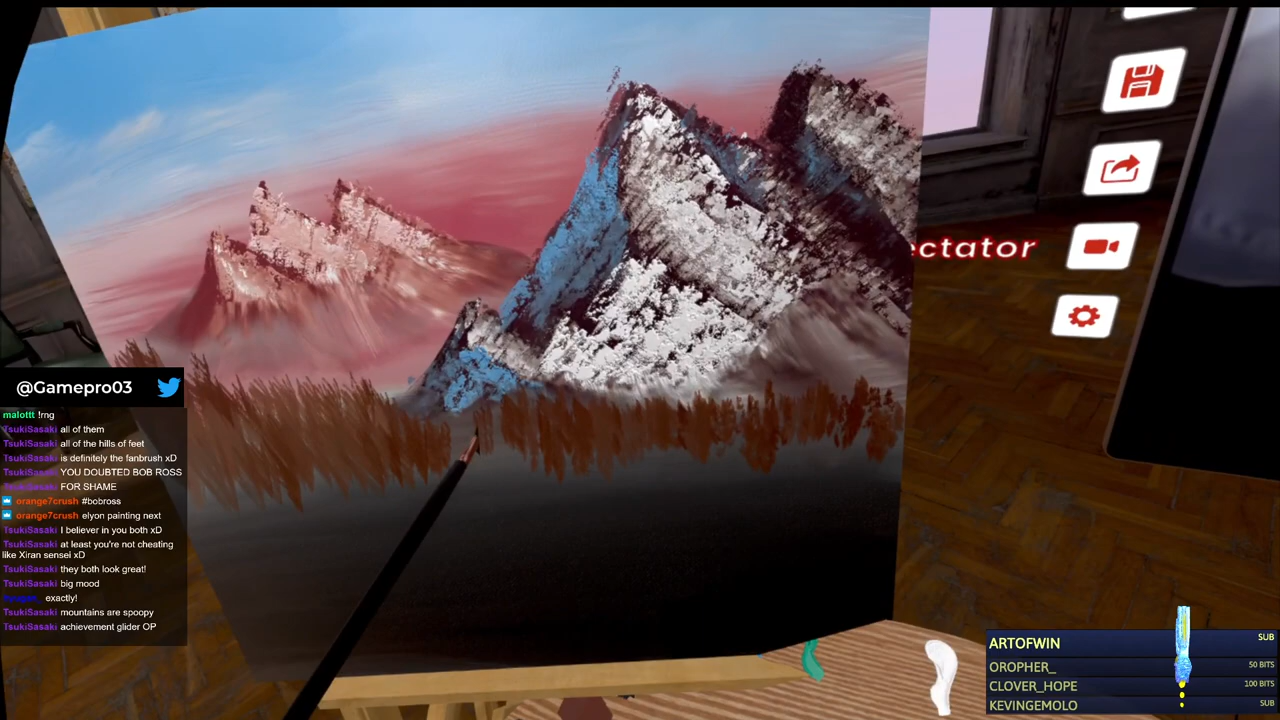 ectator
@Gamepro03
malottt !rng
TsukiSasaki all of them
TsukiSasaki all of the hills of feet
TsukiSasaki is definitely the fanbrush xD
TsukiSasaki YOU DOUBTED BOB ROSS
TsukiSasaki FOR SHAME
orange7crush #bobross
orange7crush elyon painting next
TsukiSasaki I believer in you both xD
TsukiSasaki at least you're not cheating
like Xiran sensei xD
TsukiSasaki they both look great!
TsukiSasaki big mood
exactly!
TsukiSasaki mountains are spoopy
TsukiSasaki achievement glider OP
ARTOFWIN SUB
OROPHER_ 50 BITS
CLOVER_HOPE 100 BITS
KEVINGEMOLO SUB